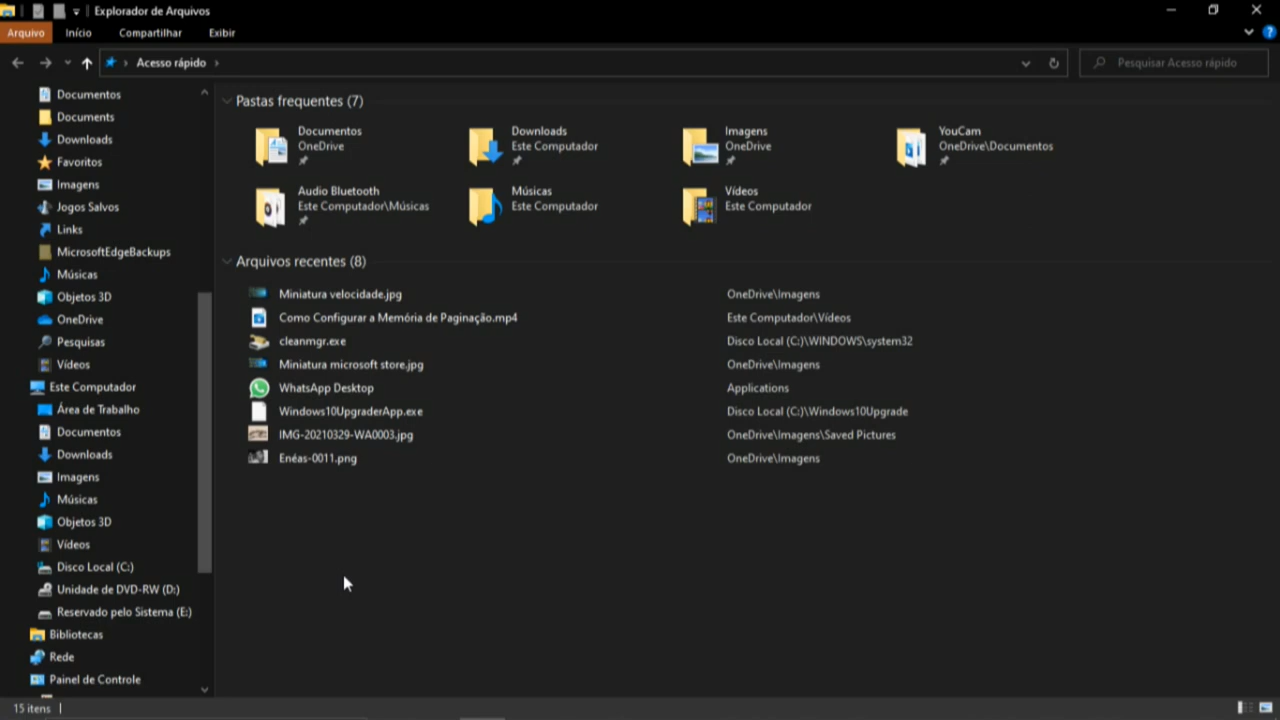 Explorador de Arquivos
Arquivo Início Compartilhar Exibir
Acesso rápido
Pesquisar Acesso rápido
Documentos
Documents
Downloads
Favoritos
Imagens
Jogos Salvos
Links
MicrosoftEdgeBackups
Músicas
Objetos 3D
OneDrive
Pesquisas
Vídeos
Este Computador
Área de Trabalho
Documentos
Downloads
Imagens
Músicas
Objetos 3D
Vídeos
Disco Local (C:)
Unidade de DVD-RW (D:)
Reservado pelo Sistema (E:)
Bibliotecas
Rede
Painel de Controle
Pastas frequentes (7)
Documentos
OneDrive
Downloads
Este Computador
Imagens
OneDrive
YouCam
OneDrive\Documentos
Audio Bluetooth
Este Computador\Músicas
Músicas
Este Computador
Vídeos
Este Computador
Arquivos recentes (8)
Miniatura velocidade.jpg OneDrive\Imagens
Como Configurar a Memória de Paginação.mp4 Este Computador\Vídeos
cleanmgr.exe Disco Local (C:)\WINDOWS\system32
Miniatura microsoft store.jpg OneDrive\Imagens
WhatsApp Desktop Applications
Windows10UpgraderApp.exe Disco Local (C:)\Windows10Upgrade
IMG-20210329-WA0003.jpg OneDrive\Imagens\Saved Pictures
Enéas-0011.png OneDrive\Imagens
15 itens